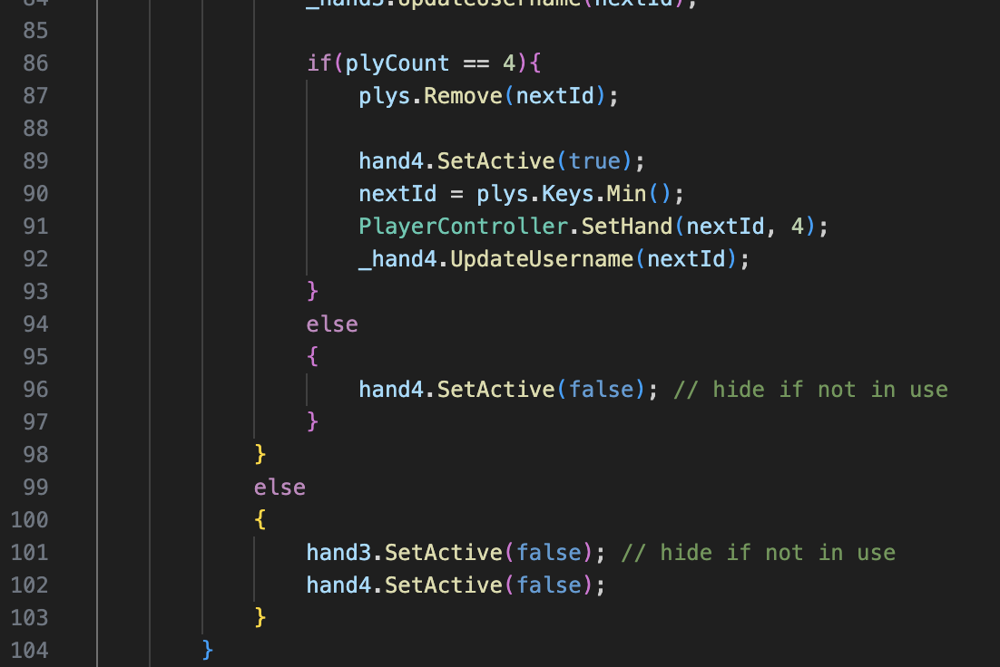 84 _hand3.UpdateUsername(nextId);
85
86 if(plyCount == 4){
87 plys.Remove(nextId);
88
89 hand4.SetActive(true);
90 nextId = plys.Keys.Min();
91 PlayerController.SetHand(nextId, 4);
92 _hand4.UpdateUsername(nextId);
93 }
94 else
95 {
96 hand4.SetActive(false); // hide if not in use
97 }
98 }
99 else
100 {
101 hand3.SetActive(false); // hide if not in use
102 hand4.SetActive(false);
103 }
104 }